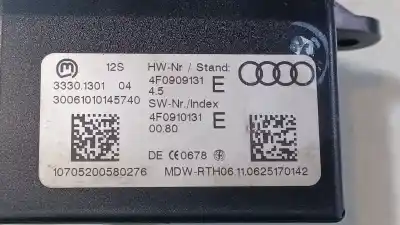 12S HW-Nr / Stand:
3330.1301 04 4F0909131 E
30061010145740 4.5
SW-Nr./Index
4F0910131 E
00.80
DE CE 0678
10705200580276 MDW-RTH06 11.0625170142